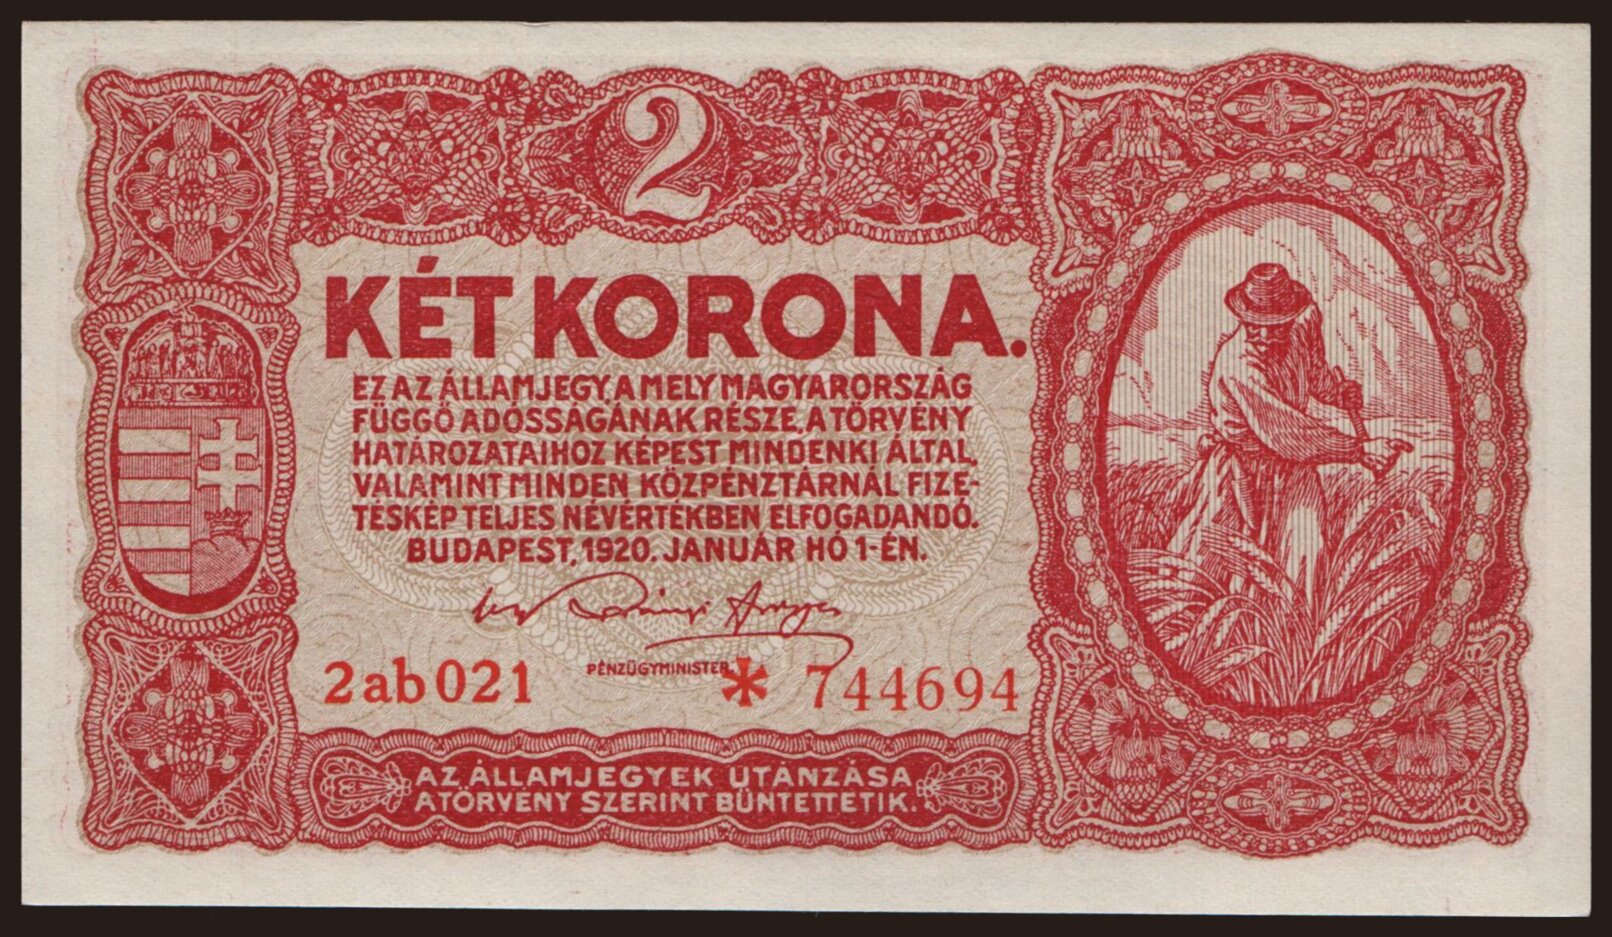 2
KÉT KORONA.
EZ AZ ÁLLAMJEGY, AMELY MAGYARORSZÁG
FÜGGŐ ADÓSSÁGÁNAK RÉSZE, A TÖRVÉNY
HATÁROZATAIHOZ KÉPEST MINDENKI ÁLTAL,
VALAMINT MINDEN KÖZPÉNZTÁRNÁL FIZE-
TÉSKÉP TELJES NÉVÉRTÉKBEN ELFOGADANDÓ.
BUDAPEST, 1920. JANUÁR HÓ 1-ÉN.
PÉNZÜGYMINISTER
2ab021 * 744694
AZ ÁLLAMJEGYEK UTÁNZÁSA
A TÖRVÉNY SZERINT BÜNTETTETIK.